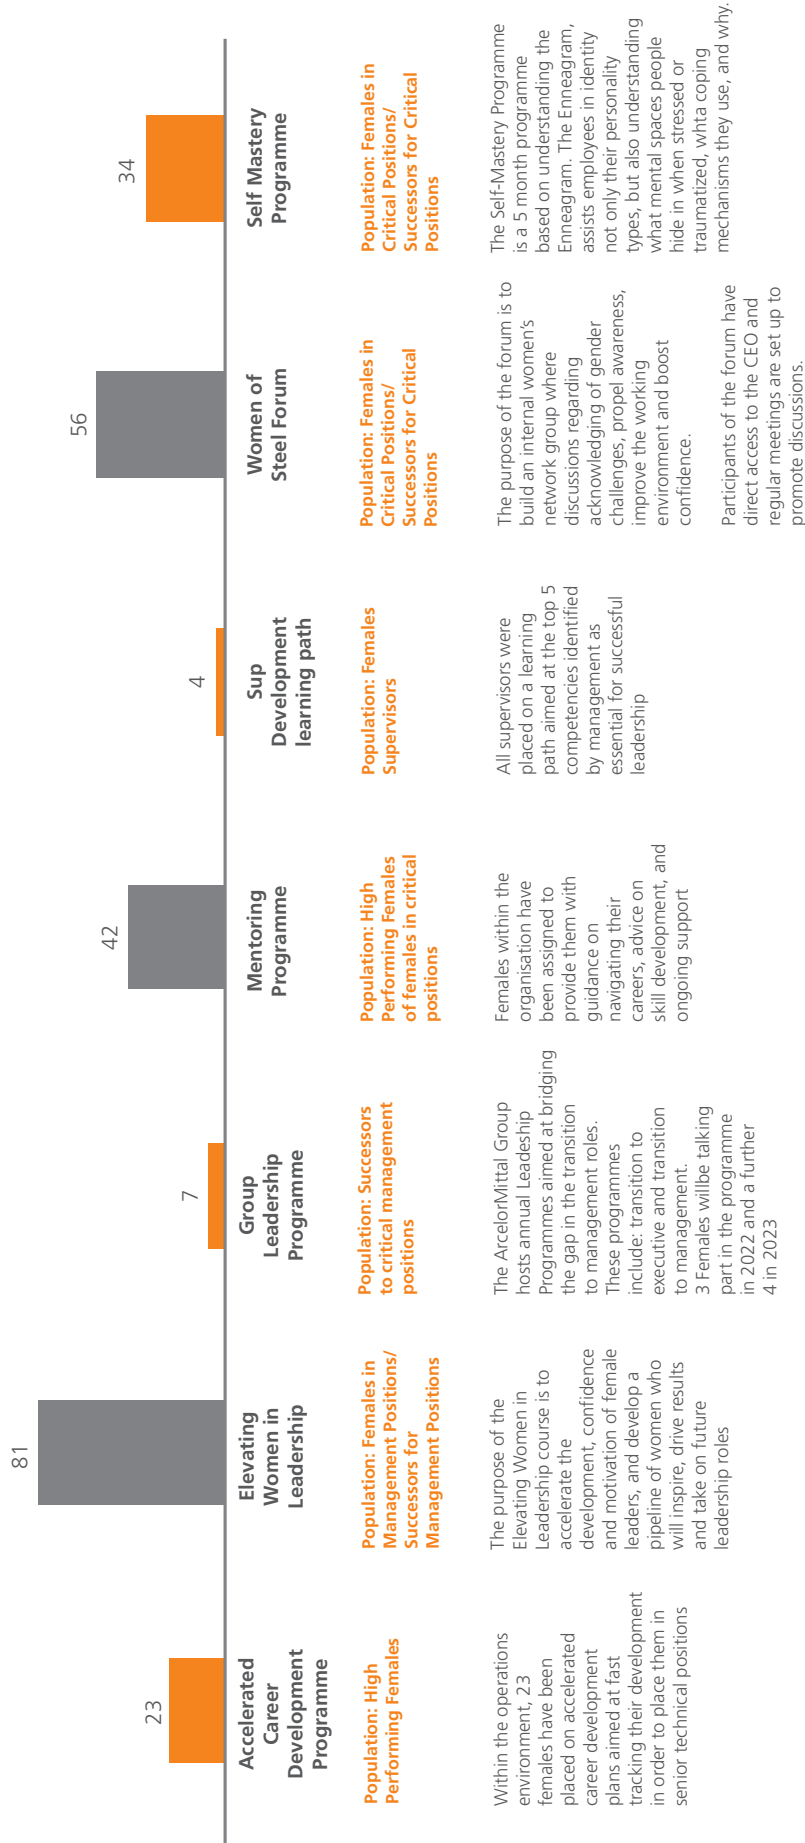 23
Accelerated
Career
Development
Programme
Population: High
Performing Females
Within the operations
environment, 23
females have been
placed on accelerated
career development
plans aimed at fast
tracking their development
in order to place them in
senior technical positions
81
Elevating
Women in
Leadership
Population: Females in
Management Positions/
Successors for
Management Positions
The purpose of the
Elevating Women in
Leadership course is to
accelerate the
development, confidence
and motivation of female
leaders, and develop a
pipeline of women who
will inspire, drive results
and take on future
leadership roles
7
Group
Leadership
Programme
Population: Successors
to critical management
positions
The ArcelorMittal Group
hosts annual Leadeship
Programmes aimed at bridging
the gap in the transition
to management roles.
These programmes
include: transition to
executive and transition
to management.
3 Females willbe talking
part in the programme
in 2022 and a further
4 in 2023
42
Mentoring
Programme
Population: High
Performing Females
of females in critical
positions
Females within the
organisation have
been assigned to
provide them with
guidance on
navigating their
careers, advice on
skill development, and
ongoing support
4
Sup
Development
learning path
Population: Females
Supervisors
All supervisors were
placed on a learning
path aimed at the top 5
competencies identified
by management as
essential for successful
leadership
56
Women of
Steel Forum
Population: Females in
Critical Positions/
Successors for Critical
Positions
The purpose of the forum is to
build an internal women's
network group where
discussions regarding
acknowledging of gender
challenges, propel awareness,
improve the working
environment and boost
confidence.
Participants of the forum have
direct access to the CEO and
regular meetings are set up to
promote discussions.
34
Self Mastery
Programme
Population: Females in
Critical Positions/
Successors for Critical
Positions
The Self-Mastery Programme
is a 5 month programme
based on understanding the
Enneagram. The Enneagram,
assists employees in identity
not only their personality
types, but also understanding
what mental spaces people
hide in when stressed or
traumatized, whta coping
mechanisms they use, and why.